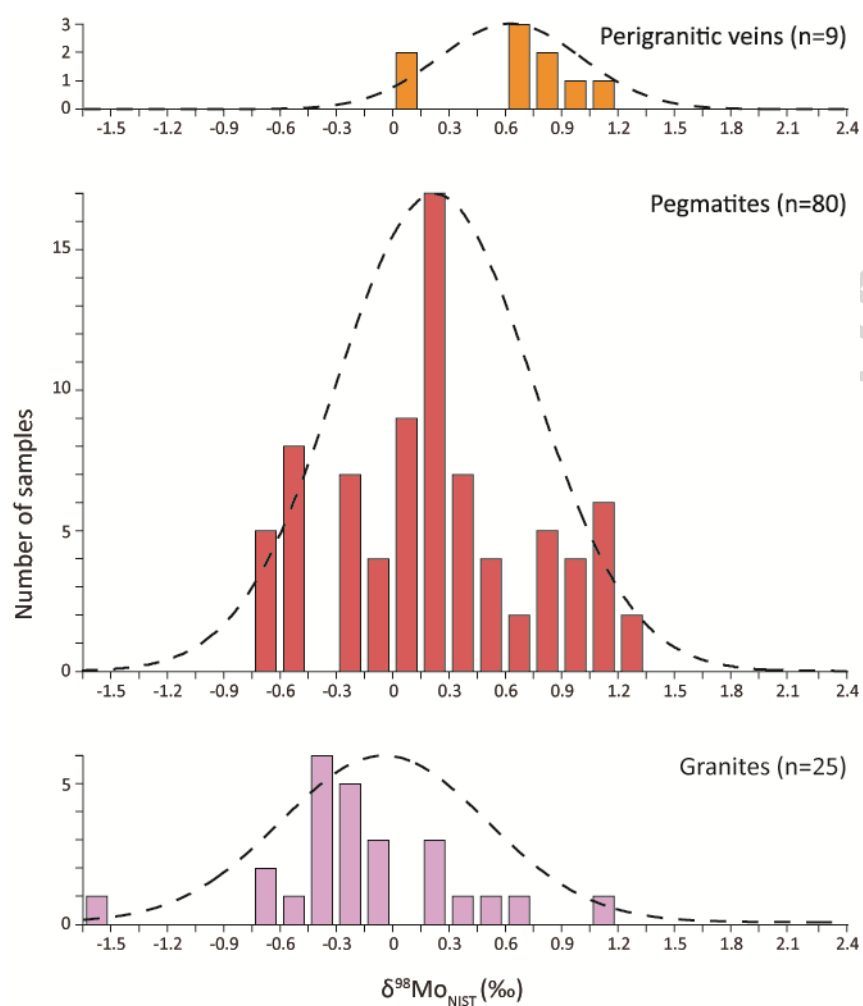 Perigranitic veins (n=9)
3
2
1
0
-1.5 -1.2 -0.9 -0.6 -0.3 0 0.3 0.6 0.9 1.2 1.5 1.8 2.1 2.4
Pegmatites (n=80)
15
10
5
0
Number of samples
-1.5 -1.2 -0.9 -0.6 -0.3 0 0.3 0.6 0.9 1.2 1.5 1.8 2.1 2.4
Granites (n=25)
5
0
-1.5 -1.2 -0.9 -0.6 -0.3 0 0.3 0.6 0.9 1.2 1.5 1.8 2.1 2.4
δ⁹⁸Mo_NIST (‰)